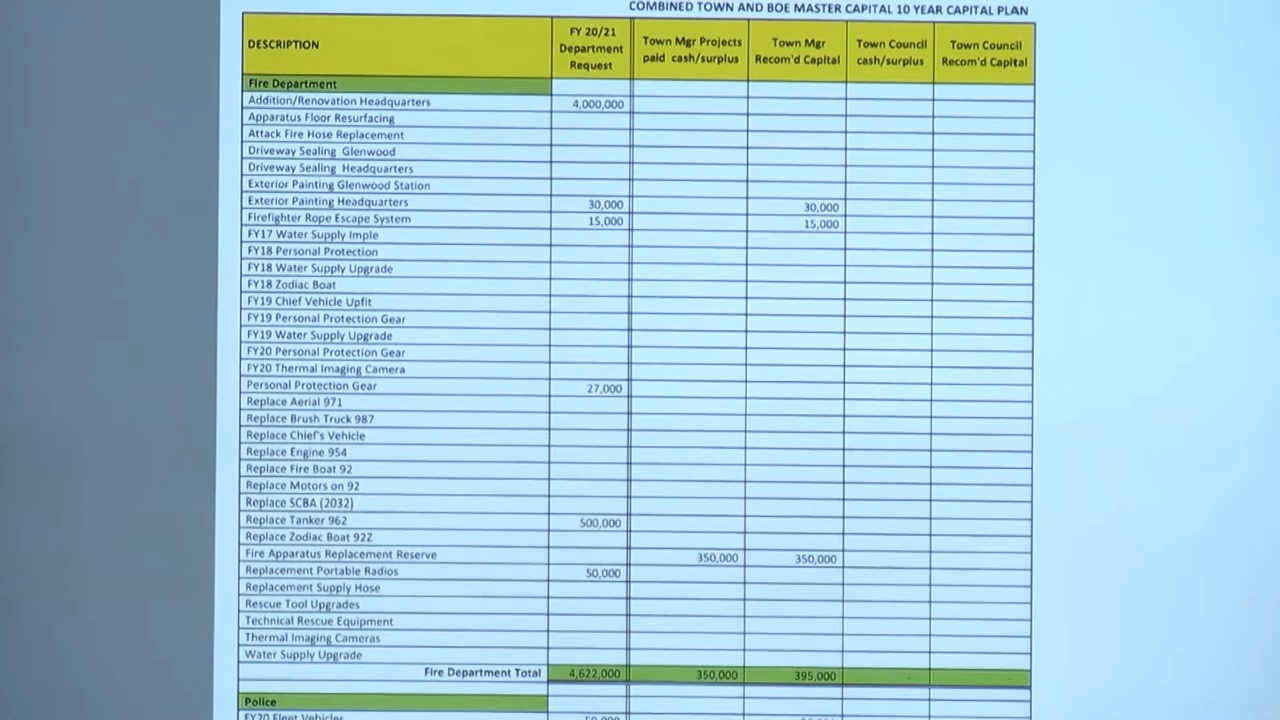 COMBINED TOWN AND BOE MASTER CAPITAL 10 YEAR CAPITAL PLAN
DESCRIPTION FY 20/21 Department Request Town Mgr Projects paid cash/surplus Town Mgr Recom'd Capital Town Council cash/surplus Town Council Recom'd Capital
Fire Department
Addition/Renovation Headquarters 4,000,000
Apparatus Floor Resurfacing
Attack Fire Hose Replacement
Driveway Sealing Glenwood
Driveway Sealing Headquarters
Exterior Painting Glenwood Station
Exterior Painting Headquarters 30,000 30,000
Firefighter Rope Escape System 15,000 15,000
FY17 Water Supply Imple
FY18 Personal Protection
FY18 Water Supply Upgrade
FY18 Zodiac Boat
FY19 Chief Vehicle Upfit
FY19 Personal Protection Gear
FY19 Water Supply Upgrade
FY20 Personal Protection Gear
FY20 Thermal Imaging Camera
Personal Protection Gear 27,000
Replace Aerial 971
Replace Brush Truck 987
Replace Chief's Vehicle
Replace Engine 954
Replace Fire Boat 92
Replace Motors on 92
Replace SCBA (2032)
Replace Tanker 962 500,000
Replace Zodiac Boat 92Z
Fire Apparatus Replacement Reserve 350,000 350,000
Replacement Portable Radios 50,000
Replacement Supply Hose
Rescue Tool Upgrades
Technical Rescue Equipment
Thermal Imaging Cameras
Water Supply Upgrade
Fire Department Total 4,622,000 350,000 395,000 - -
Police
FY20 Fleet Vehicles